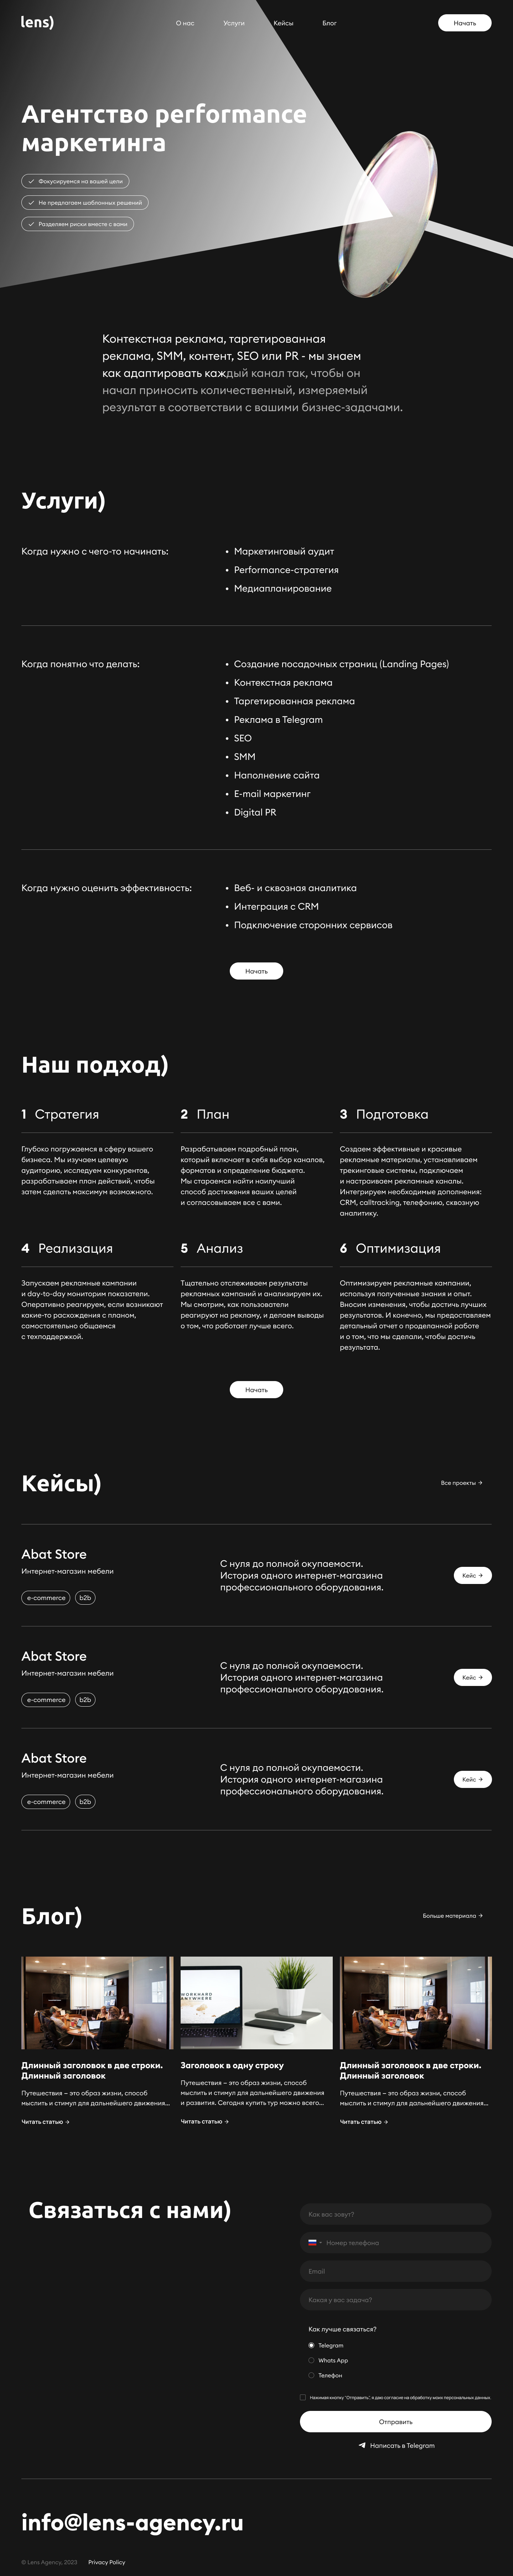 lens)
О нас Услуги Кейсы Блог
Начать
Агентство performance
маркетинга
Фокусируемся на вашей цели
Не предлагаем шаблонных решений
Разделяем риски вместе с вами
Контекстная реклама, таргетированная
реклама, SMM, контент, SEO или PR - мы знаем
как адаптировать каждый канал так, чтобы он
начал приносить количественный, измеряемый
результат в соответствии с вашими бизнес-задачами.
Услуги)
Когда нужно с чего-то начинать:
• Маркетинговый аудит
• Performance-стратегия
• Медиапланирование
Когда понятно что делать:
• Создание посадочных страниц (Landing Pages)
• Контекстная реклама
• Таргетированная реклама
• Реклама в Telegram
• SEO
• SMM
• Наполнение сайта
• E-mail маркетинг
• Digital PR
Когда нужно оценить эффективность:
• Веб- и сквозная аналитика
• Интеграция с CRM
• Подключение сторонних сервисов
Начать
Наш подход)
1 Стратегия
Глубоко погружаемся в сферу вашего
бизнеса. Мы изучаем целевую
аудиторию, исследуем конкурентов,
разрабатываем план действий, чтобы
затем сделать максимум возможного.
2 План
Разрабатываем подробный план,
который включает в себя выбор каналов,
форматов и определение бюджета.
Мы стараемся найти наилучший
способ достижения ваших целей
и согласовываем все с вами.
3 Подготовка
Создаем эффективные и красивые
рекламные материалы, устанавливаем
трекинговые системы, подключаем
и настраиваем рекламные каналы.
Интегрируем необходимые дополнения:
CRM, calltracking, телефонию, сквозную
аналитику.
4 Реализация
Запускаем рекламные кампании
и day-to-day мониторим показатели.
Оперативно реагируем, если возникают
какие-то расхождения с планом,
самостоятельно общаемся
с техподдержкой.
5 Анализ
Тщательно отслеживаем результаты
рекламных кампаний и анализируем их.
Мы смотрим, как пользователи
реагируют на рекламу, и делаем выводы
о том, что работает лучше всего.
6 Оптимизация
Оптимизируем рекламные кампании,
используя полученные знания и опыт.
Вносим изменения, чтобы достичь лучших
результатов. И конечно, мы предоставляем
детальный отчет о проделанной работе
и о том, что мы сделали, чтобы достичь
результата.
Начать
Кейсы)
Все проекты →
Abat Store
Интернет-магазин мебели
e-commerce b2b
С нуля до полной окупаемости.
История одного интернет-магазина
профессионального оборудования.
Кейс →
Abat Store
Интернет-магазин мебели
e-commerce b2b
С нуля до полной окупаемости.
История одного интернет-магазина
профессионального оборудования.
Кейс →
Abat Store
Интернет-магазин мебели
e-commerce b2b
С нуля до полной окупаемости.
История одного интернет-магазина
профессионального оборудования.
Кейс →
Блог)
Больше материала →
Длинный заголовок в две строки.
Длинный заголовок
Путешествия – это образ жизни, способ
мыслить и стимул для дальнейшего движения...
Читать статью →
WORKHARD
ANYWHERE
Заголовок в одну строку
Путешествия – это образ жизни, способ
мыслить и стимул для дальнейшего движения
и развития. Сегодня купить тур можно всего...
Читать статью →
Длинный заголовок в две строки.
Длинный заголовок
Путешествия – это образ жизни, способ
мыслить и стимул для дальнейшего движения...
Читать статью →
Связаться с нами)
Как вас зовут?
Номер телефона
Email
Какая у вас задача?
Как лучше связаться?
Telegram
Whats App
Телефон
Нажимая кнопку "Отправить", я даю согласие на обработку моих персональных данных.
Отправить
Написать в Telegram
info@lens-agency.ru
© Lens Agency, 2023 Privacy Policy